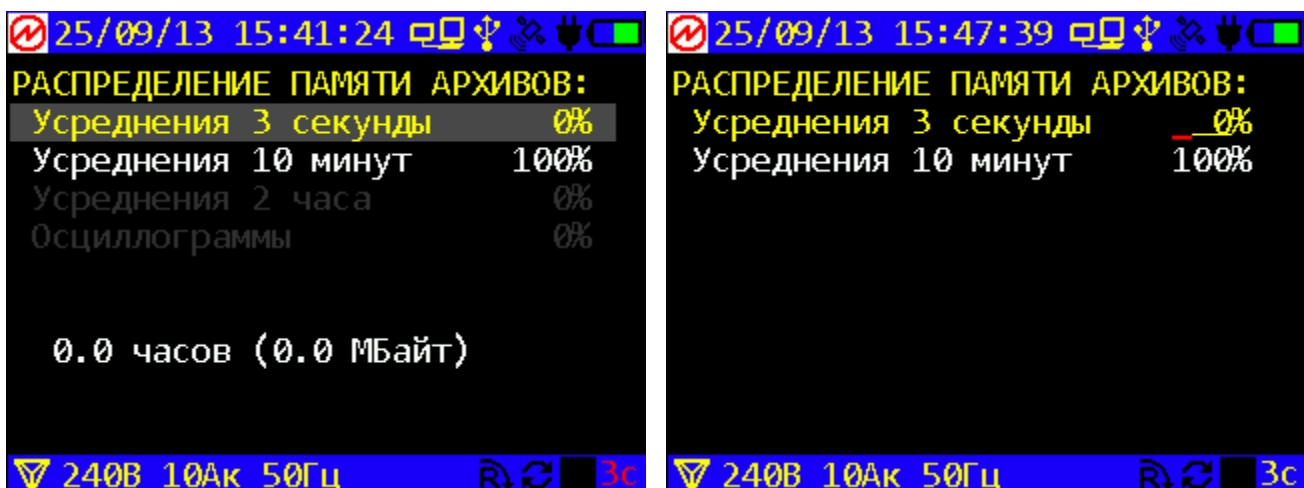 25/09/13 15:41:24
РАСПРЕДЕЛЕНИЕ ПАМЯТИ АРХИВОВ:
Усреднения 3 секунды 0%
Усреднения 10 минут 100%
Усреднения 2 часа 0%
Осциллограммы 0%
0.0 часов (0.0 МБайт)
240В 10Ак 50Гц R 3с
25/09/13 15:47:39
РАСПРЕДЕЛЕНИЕ ПАМЯТИ АРХИВОВ:
Усреднения 3 секунды __0%
Усреднения 10 минут 100%
240В 10Ак 50Гц R 3с